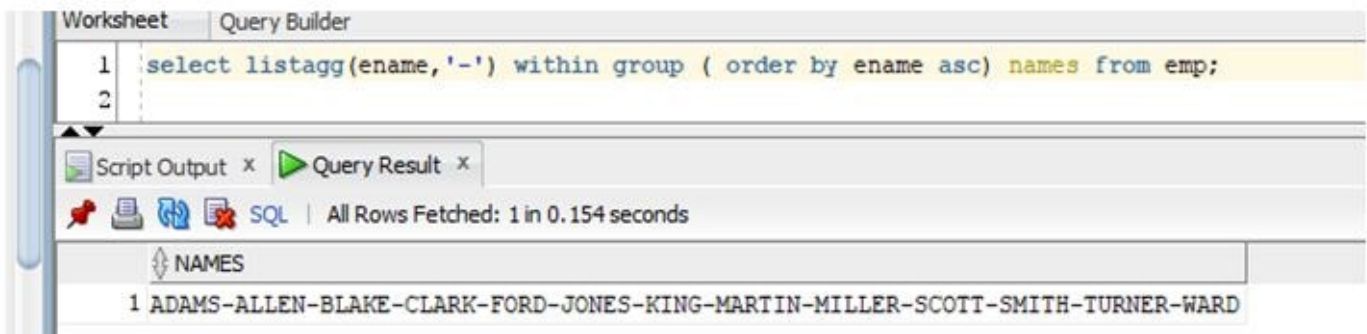 Worksheet Query Builder
1 select listagg(ename,'-') within group ( order by ename asc) names from emp;
2
Script Output x Query Result x
SQL | All Rows Fetched: 1 in 0.154 seconds
NAMES
1 ADAMS-ALLEN-BLAKE-CLARK-FORD-JONES-KING-MARTIN-MILLER-SCOTT-SMITH-TURNER-WARD